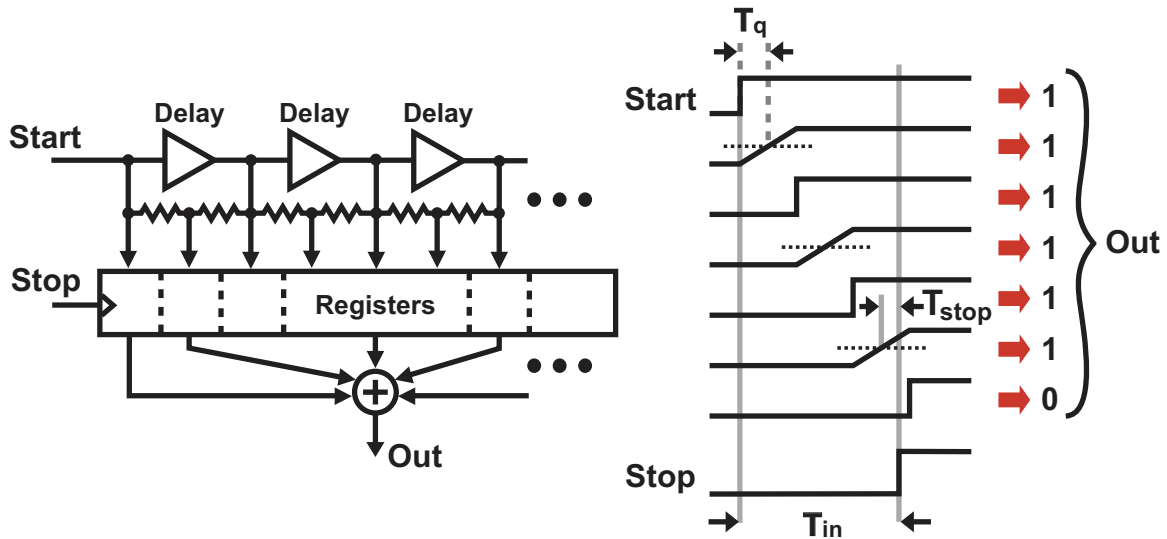 Delay
Delay
Delay
Start
Stop
Registers
+
Out
Tq
Start
1
1
1
1
1
1
0
Out
Tstop
Stop
Tin